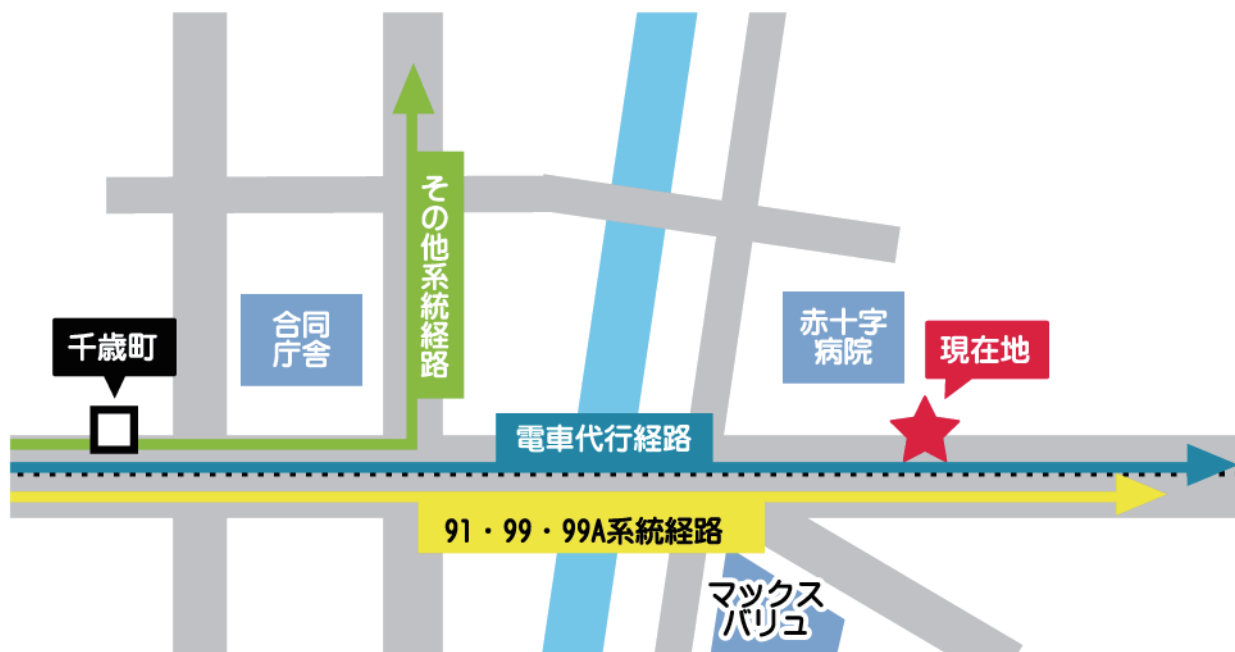 その他系統経路
合同
庁舎
赤十字
病院
千歳町
現在地
電車代行経路
91・99・99A系統経路
マックス
バリュ